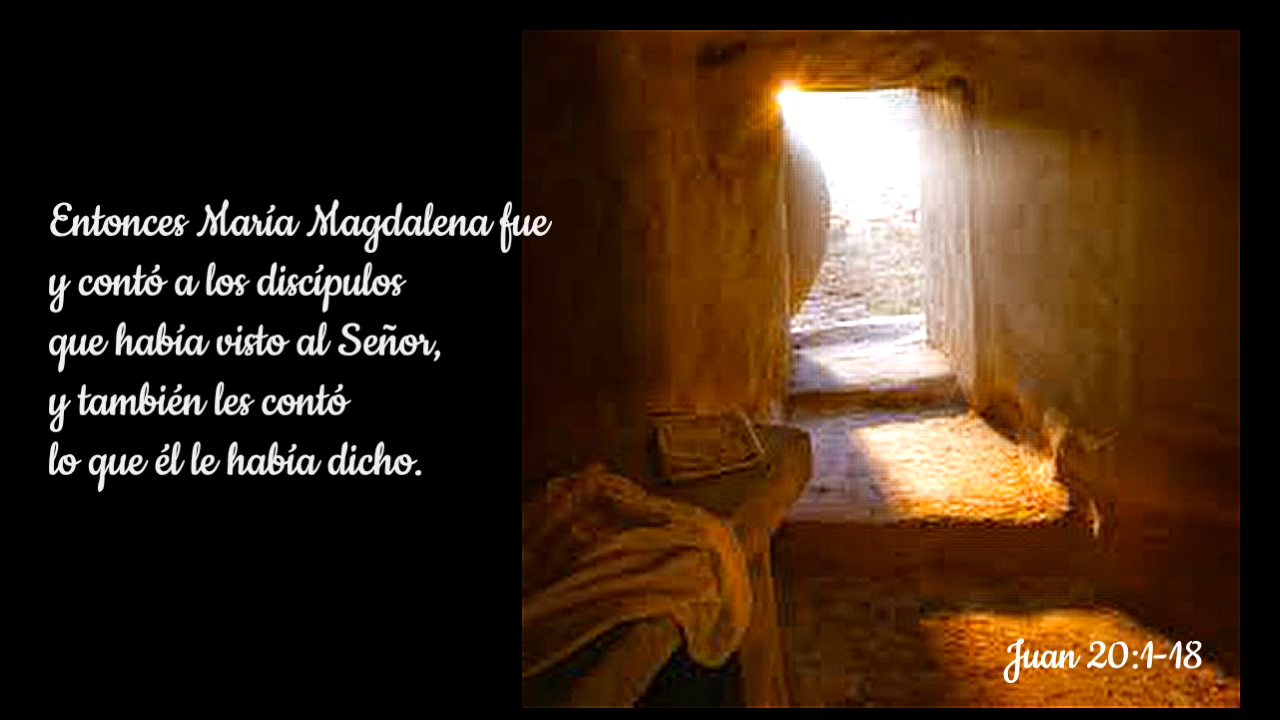 Entonces María Magdalena fue
y contó a los discípulos
que había visto al Señor,
y también les contó
lo que él le había dicho.
Juan 20:1-18